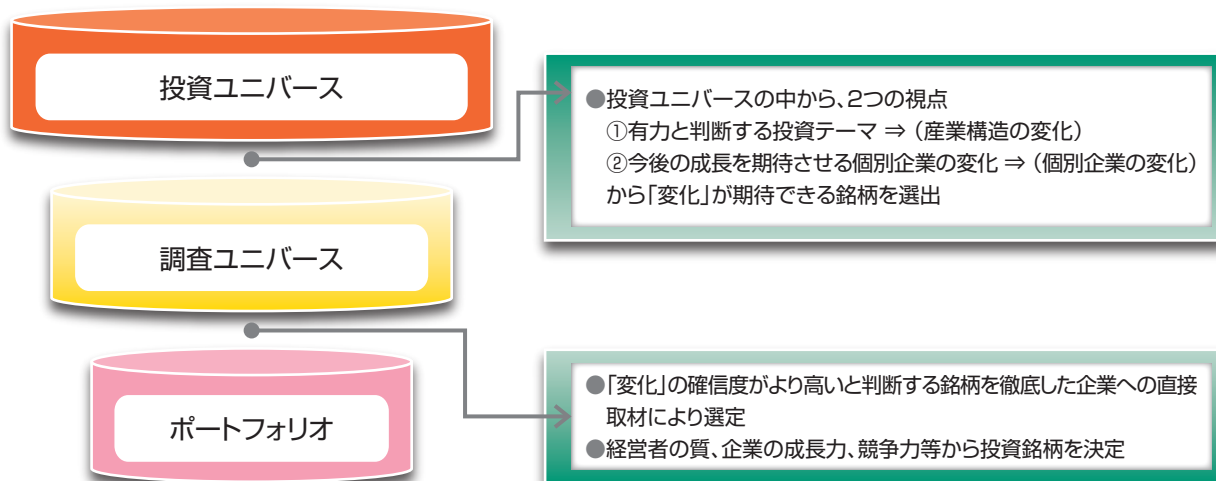 投資ユニバース
●投資ユニバースの中から、2つの視点
①有力と判断する投資テーマ ⇒ （産業構造の変化）
②今後の成長を期待させる個別企業の変化 ⇒ （個別企業の変化）
から「変化」が期待できる銘柄を選出
調査ユニバース
●「変化」の確信度がより高いと判断する銘柄を徹底した企業への直接
取材により選定
●経営者の質、企業の成長力、競争力等から投資銘柄を決定
ポートフォリオ